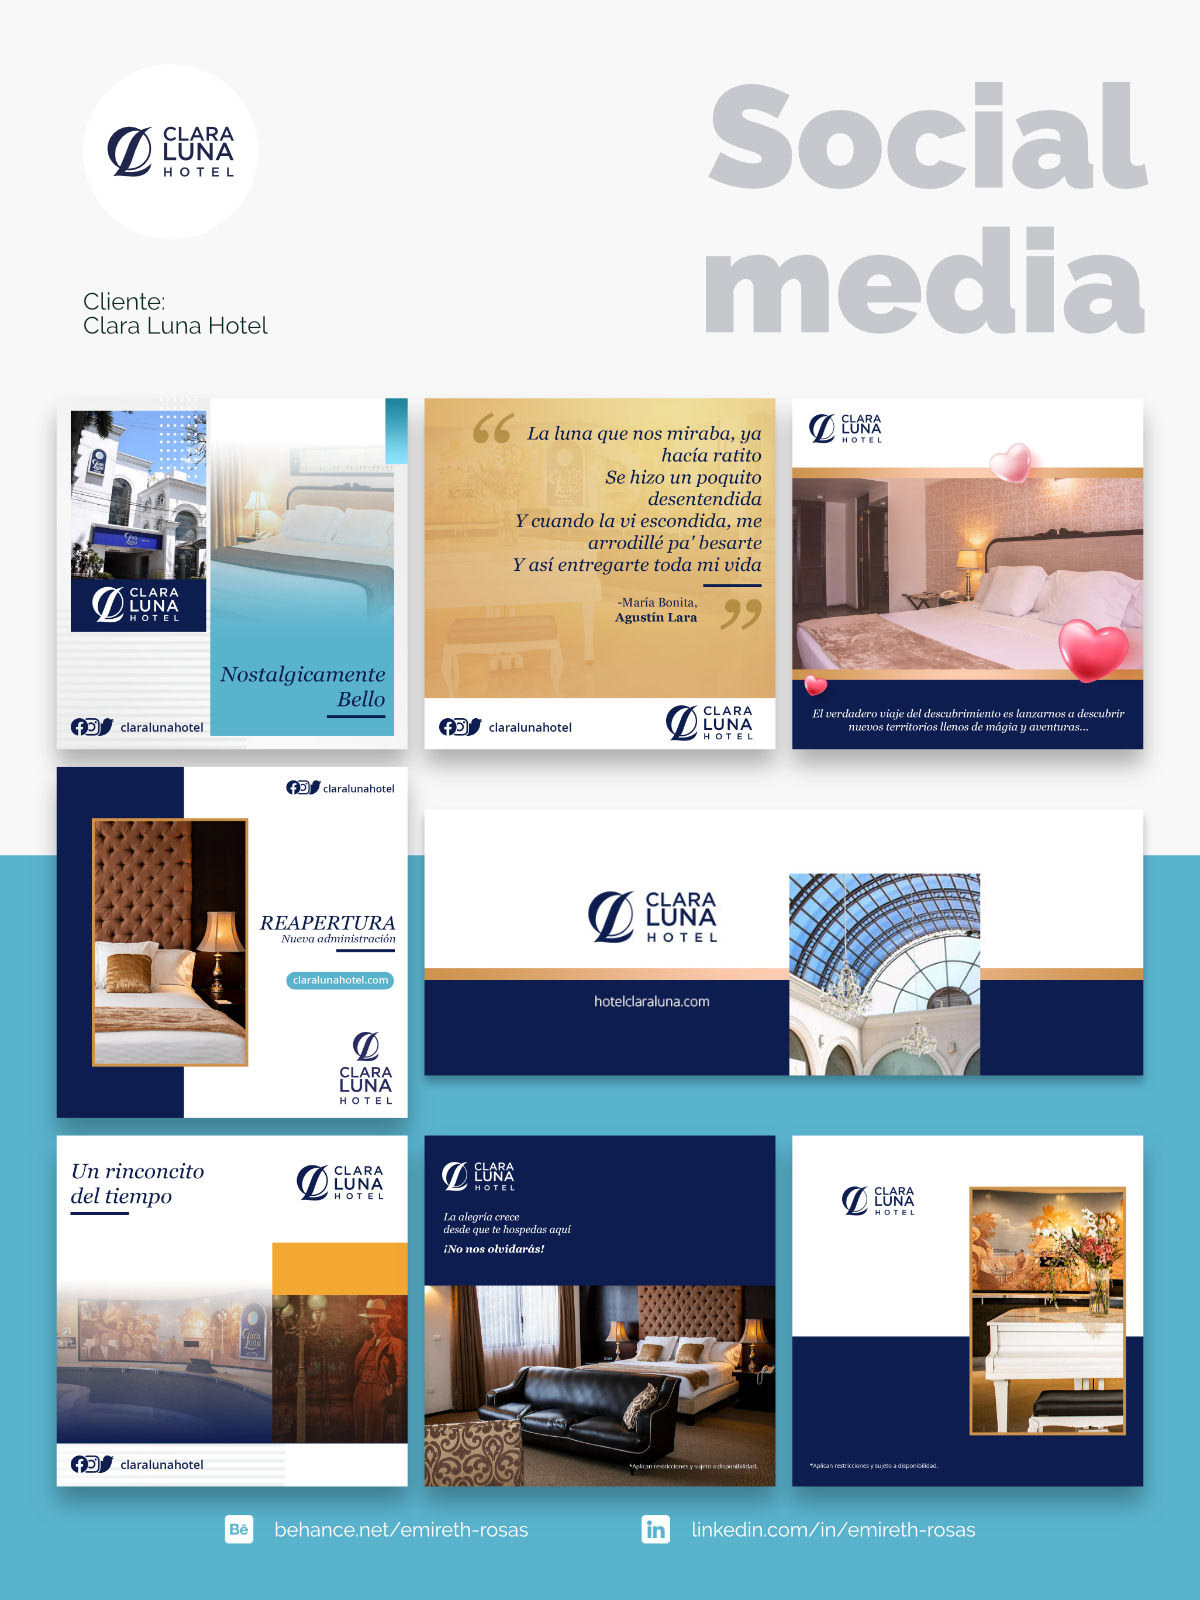 CLARA
LUNA
HOTEL
Social
media
Cliente:
Clara Luna Hotel
CLARA
LUNA
HOTEL
Nostalgicamente
Bello
claralunahotel
“ La luna que nos miraba, ya
hacía ratito
Se hizo un poquito
desentendida
Y cuando la vi escondida, me
arrodillé pa' besarte
Y así entregarte toda mi vida
-María Bonita,
Agustín Lara ”
claralunahotel
CLARA
LUNA
HOTEL
CLARA
LUNA
HOTEL
El verdadero viaje del descubrimiento es lanzarnos a descubrir
nuevos territorios llenos de mágia y aventuras...
claralunahotel
REAPERTURA
Nueva administración
claralunahotel.com
CLARA
LUNA
HOTEL
CLARA
LUNA
HOTEL
hotelclaraluna.com
Un rinconcito
del tiempo
CLARA
LUNA
HOTEL
Clara
Luna
claralunahotel
CLARA
LUNA
HOTEL
La alegría crece
desde que te hospedas aquí
¡No nos olvidarás!
*Aplican restricciones y sujeto a disponibilidad.
CLARA
LUNA
HOTEL
*Aplican restricciones y sujeto a disponibilidad.
Bē behance.net/emireth-rosas
in linkedin.com/in/emireth-rosas